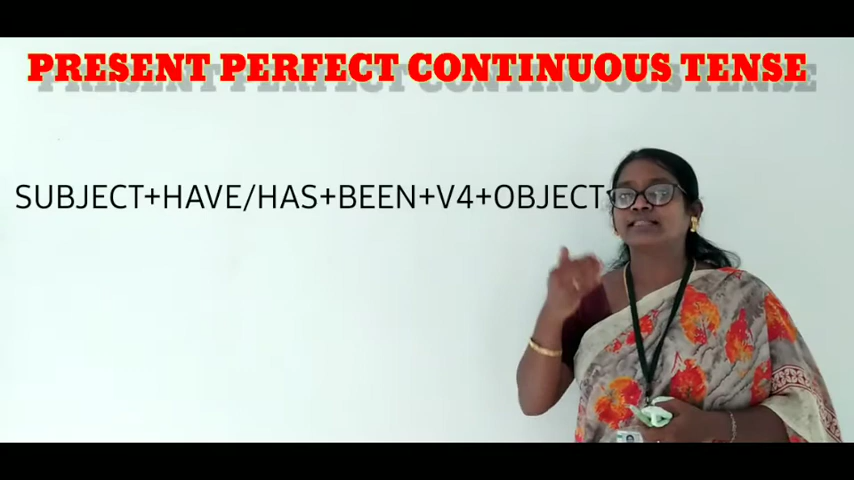 PRESENT PERFECT CONTINUOUS TENSE
SUBJECT+HAVE/HAS+BEEN+V4+OBJECT